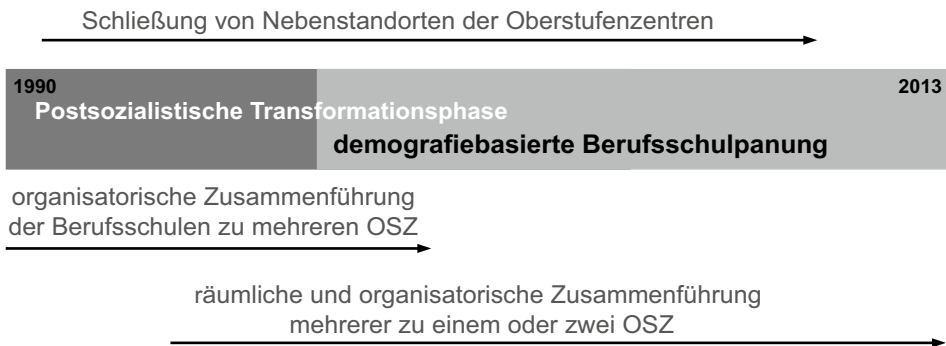 Schließung von Nebenstandorten der Oberstufenzentren
1990
2013
Postsozialistische Transformationsphase
demografiebasierte Berufsschulpanung
organisatorische Zusammenführung
der Berufsschulen zu mehreren OSZ
räumliche und organisatorische Zusammenführung
mehrerer zu einem oder zwei OSZ